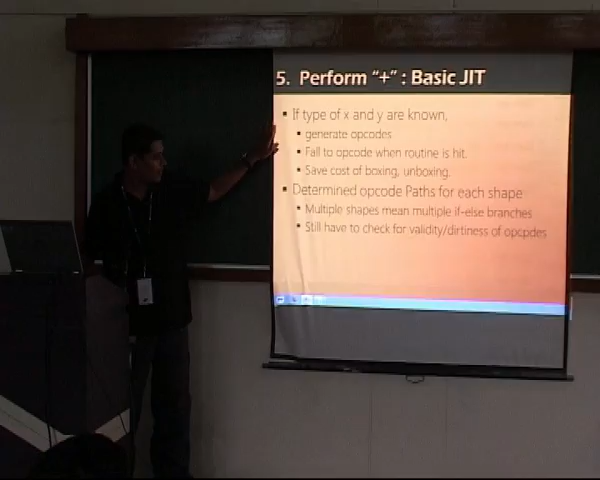 5. Perform "+" : Basic JIT
If type of x and y are known,
generate opcodes
Fall to opcode when routine is hit.
Save cost of boxing, unboxing.
Determined opcode Paths for each shape
Multiple shapes mean multiple if-else branches
Still have to check for validity/dirtiness of opcpdes